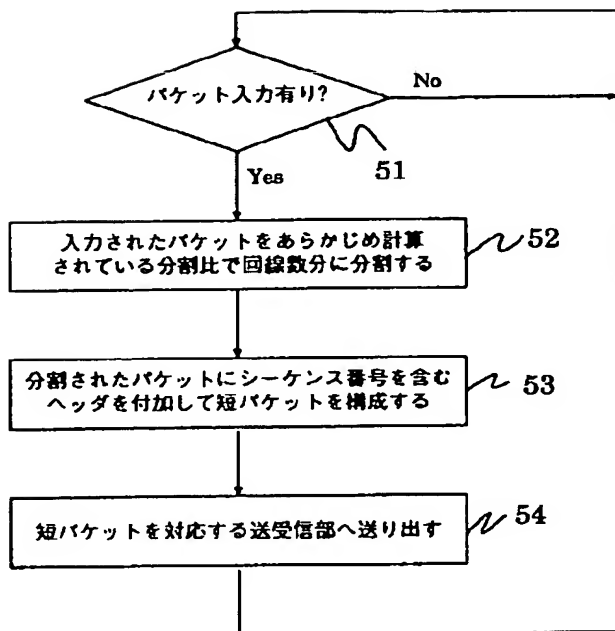 パケット入力有り?
No
51
Yes
入力されたパケットをあらかじめ計算
されている分割比で回線数分に分割する
52
分割されたパケットにシーケンス番号を含む
ヘッダを付加して短パケットを構成する
53
短パケットを対応する送受信部へ送り出す
54